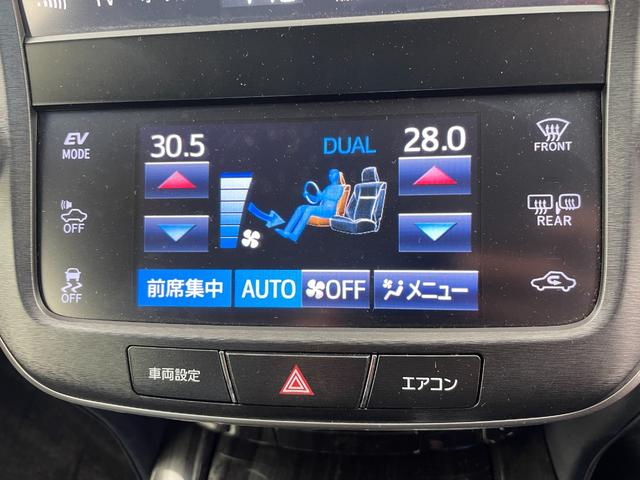 EV
MODE
30.5
DUAL
28.0
FRONT
OFF
REAR
OFF
前席集中
AUTO
OFF
メニュー
車両設定
エアコン